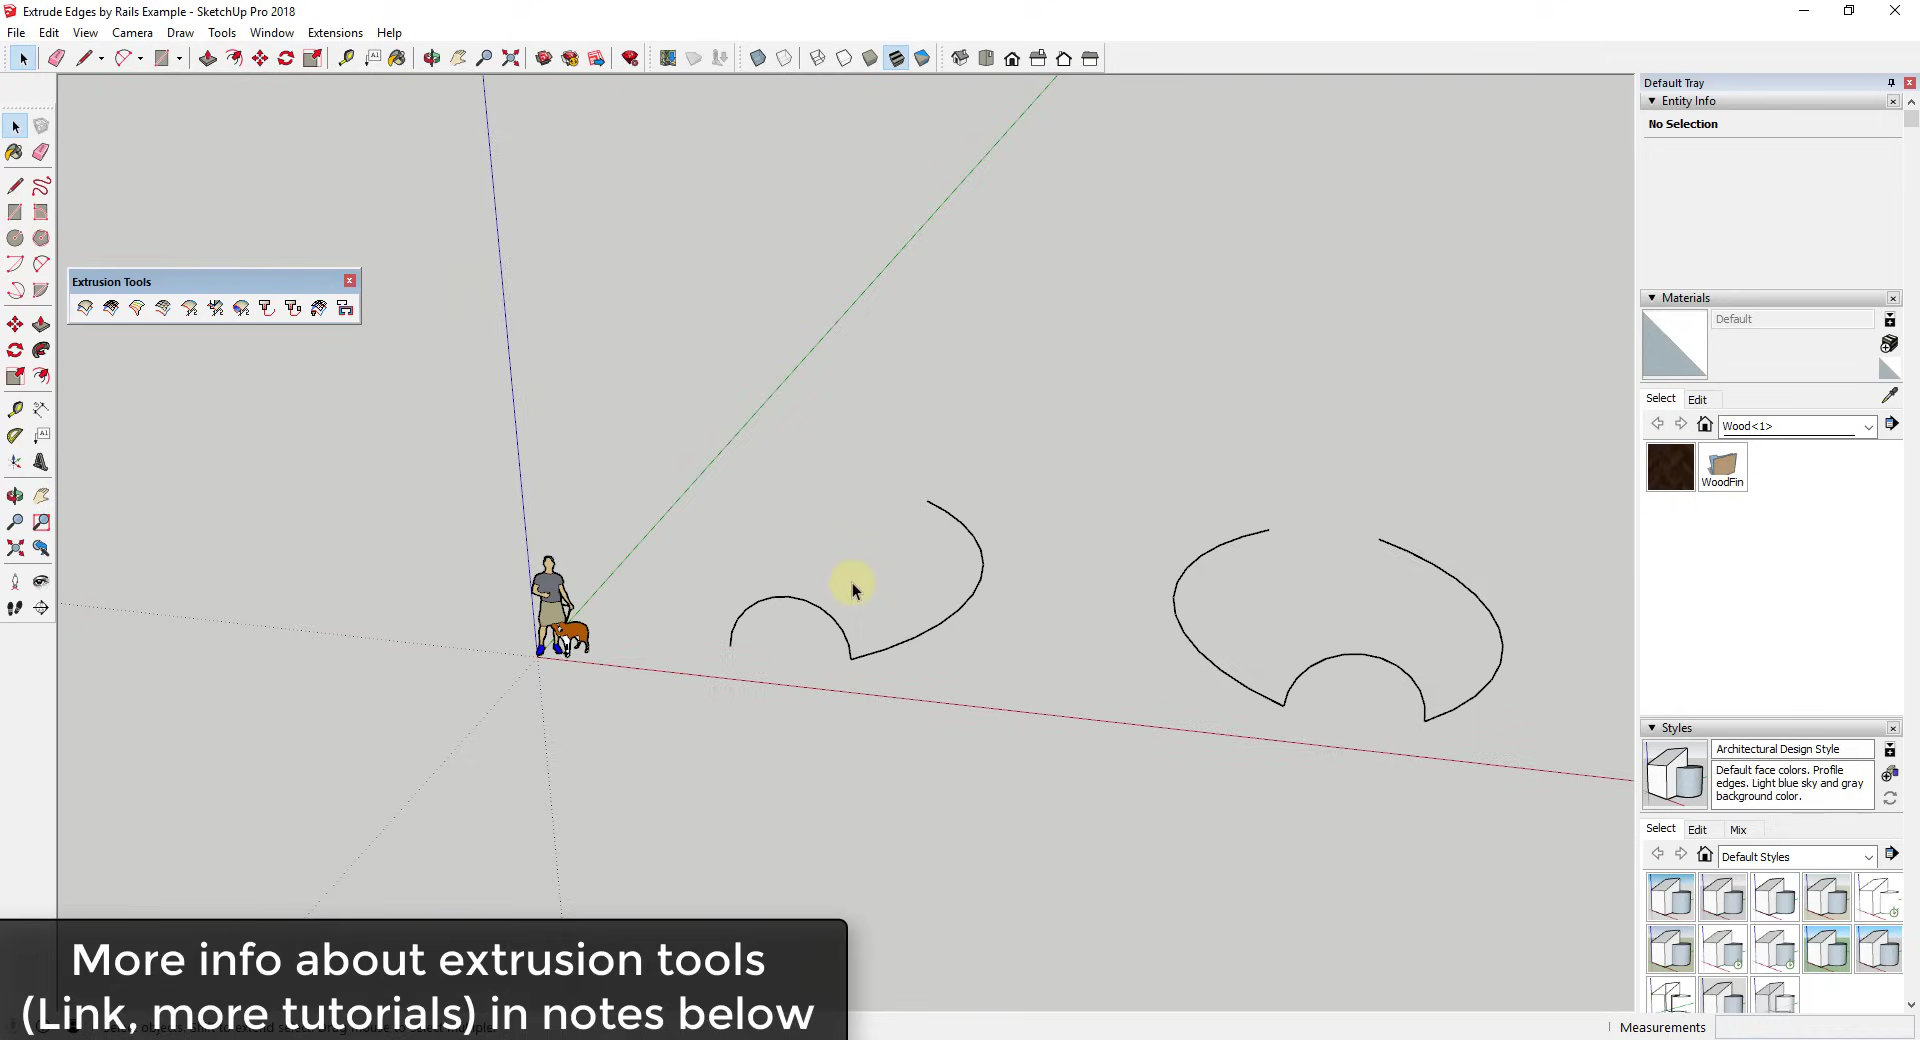 Extrude Edges by Rails Example - SketchUp Pro 2018
File Edit View Camera Draw Tools Window Extensions Help
Default Tray
Entity Info
No Selection
Extrusion Tools
Materials
Default
Select Edit
Wood<1>
WoodFin
Styles
Architectural Design Style
Default face colors. Profile
edges. Light blue sky and gray
background color.
Select Edit Mix
Default Styles
More info about extrusion tools
(Link, more tutorials) in notes below
Measurements